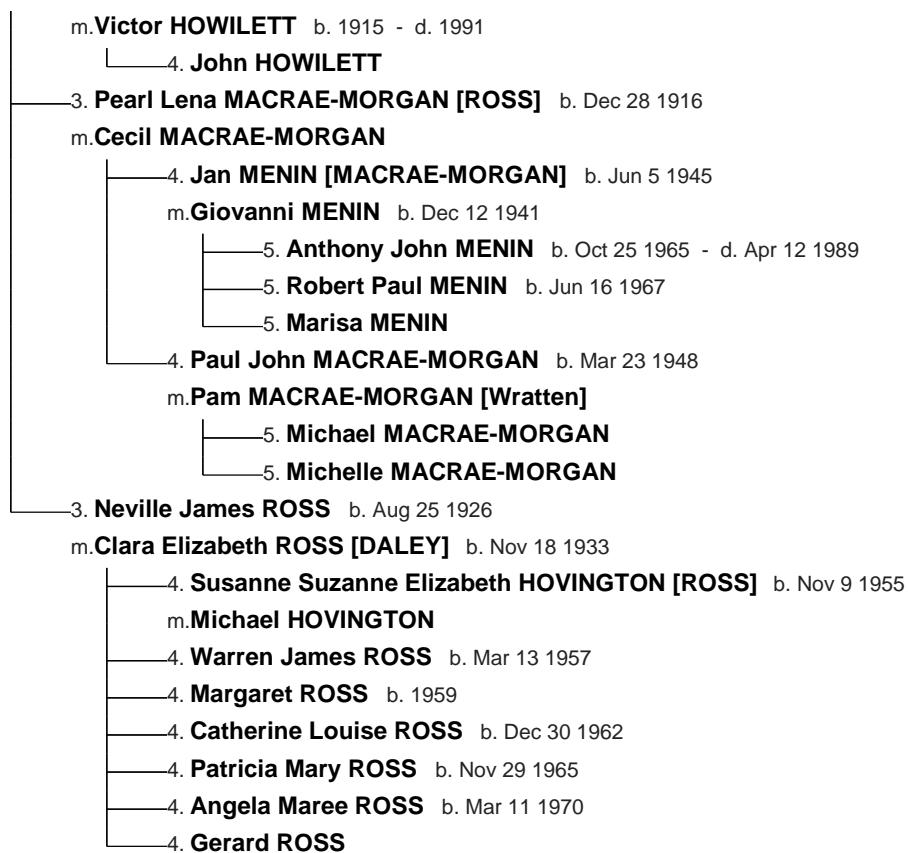 m. Victor HOWILETT b. 1915 - d. 1991
4. John HOWILETT
3. Pearl Lena MACRAE-MORGAN [ROSS] b. Dec 28 1916
m. Cecil MACRAE-MORGAN
4. Jan MENIN [MACRAE-MORGAN] b. Jun 5 1945
m. Giovanni MENIN b. Dec 12 1941
5. Anthony John MENIN b. Oct 25 1965 - d. Apr 12 1989
5. Robert Paul MENIN b. Jun 16 1967
5. Marisa MENIN
4. Paul John MACRAE-MORGAN b. Mar 23 1948
m. Pam MACRAE-MORGAN [Wratten]
5. Michael MACRAE-MORGAN
5. Michelle MACRAE-MORGAN
3. Neville James ROSS b. Aug 25 1926
m. Clara Elizabeth ROSS [DALEY] b. Nov 18 1933
4. Susanne Suzanne Elizabeth HOVINGTON [ROSS] b. Nov 9 1955
m. Michael HOVINGTON
4. Warren James ROSS b. Mar 13 1957
4. Margaret ROSS b. 1959
4. Catherine Louise ROSS b. Dec 30 1962
4. Patricia Mary ROSS b. Nov 29 1965
4. Angela Maree ROSS b. Mar 11 1970
4. Gerard ROSS